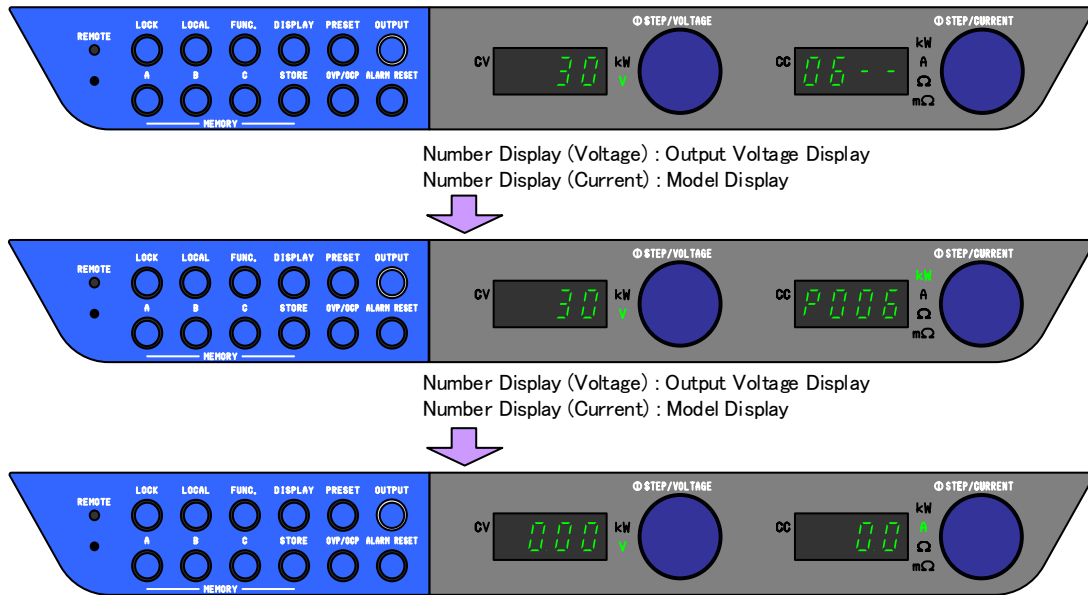 LOCK LOCAL FUNC. DISPLAY PRESET OUTPUT
REMOTE
A B C STORE OVP/OCP ALARM RESET
MEMORY
STEP/VOLTAGE
CV 30 kW
V
STEP/CURRENT
CC 06-- kW
A
Ω
mΩ
Number Display (Voltage) : Output Voltage Display
Number Display (Current) : Model Display
LOCK LOCAL FUNC. DISPLAY PRESET OUTPUT
REMOTE
A B C STORE OVP/OCP ALARM RESET
MEMORY
STEP/VOLTAGE
CV 30 kW
V
STEP/CURRENT
CC P006 kW
A
Ω
mΩ
Number Display (Voltage) : Output Voltage Display
Number Display (Current) : Model Display
LOCK LOCAL FUNC. DISPLAY PRESET OUTPUT
REMOTE
A B C STORE OVP/OCP ALARM RESET
MEMORY
STEP/VOLTAGE
CV 000 kW
V
STEP/CURRENT
CC 00 kW
A
Ω
mΩ